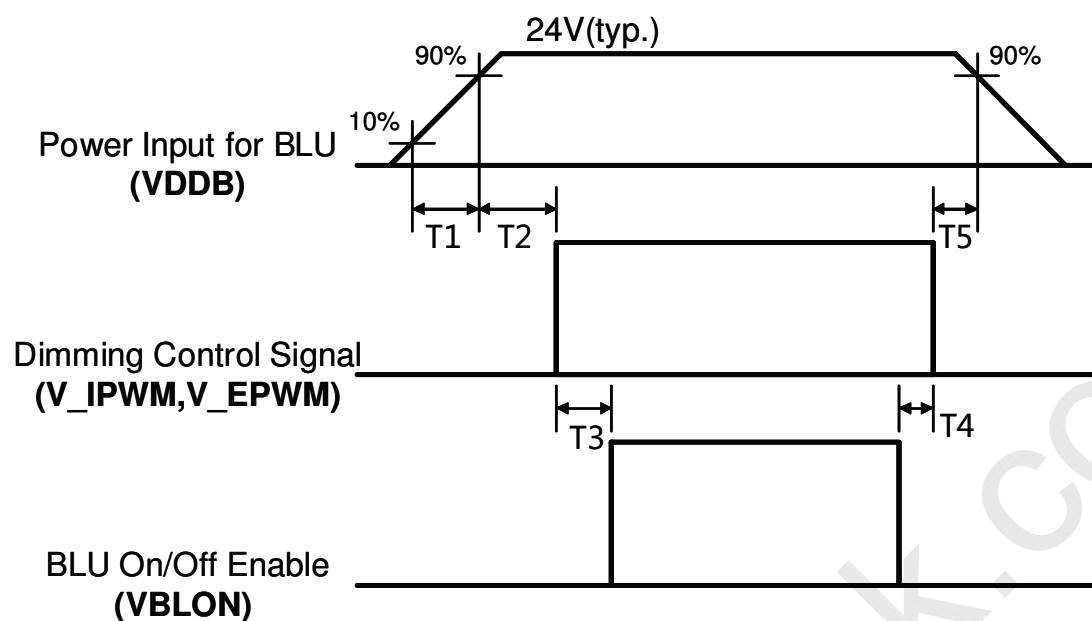 24V(typ.)
90%
90%
10%
Power Input for BLU
(VDDB)
T1
T2
T5
Dimming Control Signal
(V_IPWM,V_EPWM)
T3
T4
BLU On/Off Enable
(VBLON)
k.co